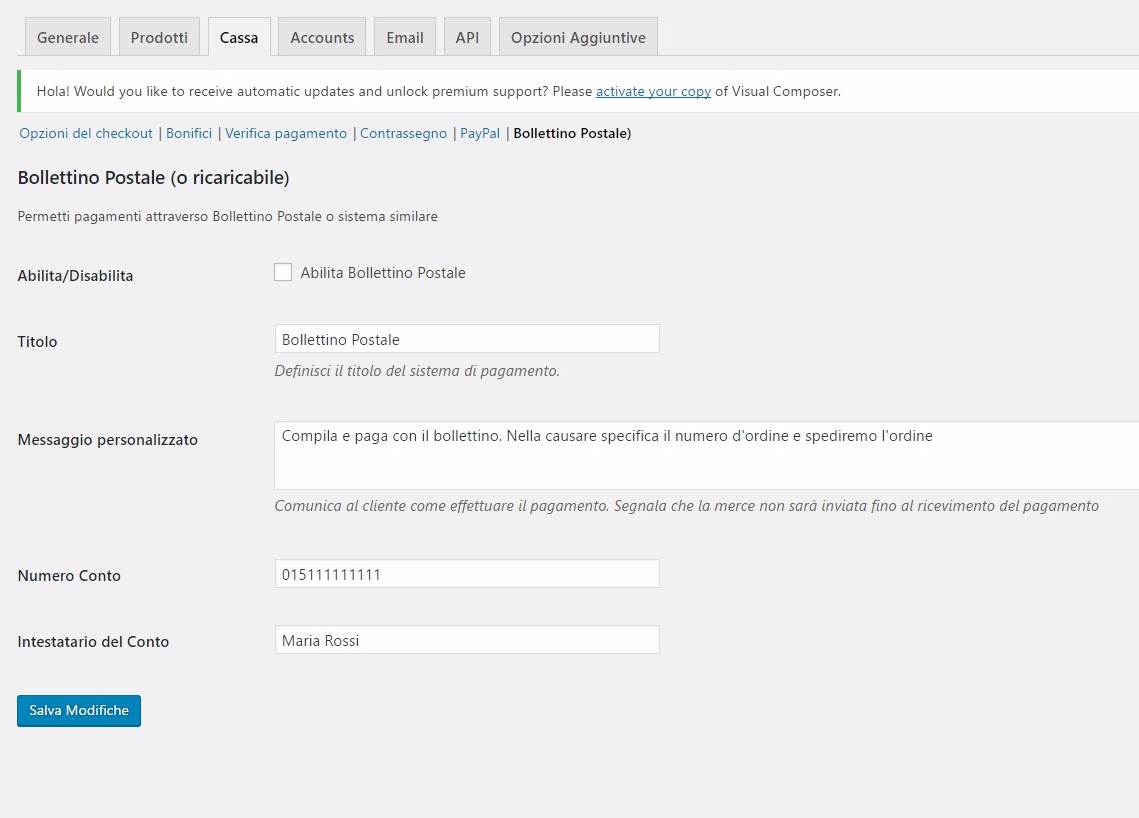 Generale Prodotti Cassa Accounts Email API Opzioni Aggiuntive
Hola! Would you like to receive automatic updates and unlock premium support? Please activate your copy of Visual Composer.
Opzioni del checkout | Bonifici | Verifica pagamento | Contrassegno | PayPal | Bollettino Postale)
Bollettino Postale (o ricaricabile)
Permetti pagamenti attraverso Bollettino Postale o sistema similare
Abilita/Disabilita Abilita Bollettino Postale
Titolo Bollettino Postale
Definisci il titolo del sistema di pagamento.
Messaggio personalizzato Compila e paga con il bollettino. Nella causare specifica il numero d'ordine e spediremo l'ordine
Comunica al cliente come effettuare il pagamento. Segnala che la merce non sarà inviata fino al ricevimento del pagamento
Numero Conto 015111111111
Intestatario del Conto Maria Rossi
Salva Modifiche